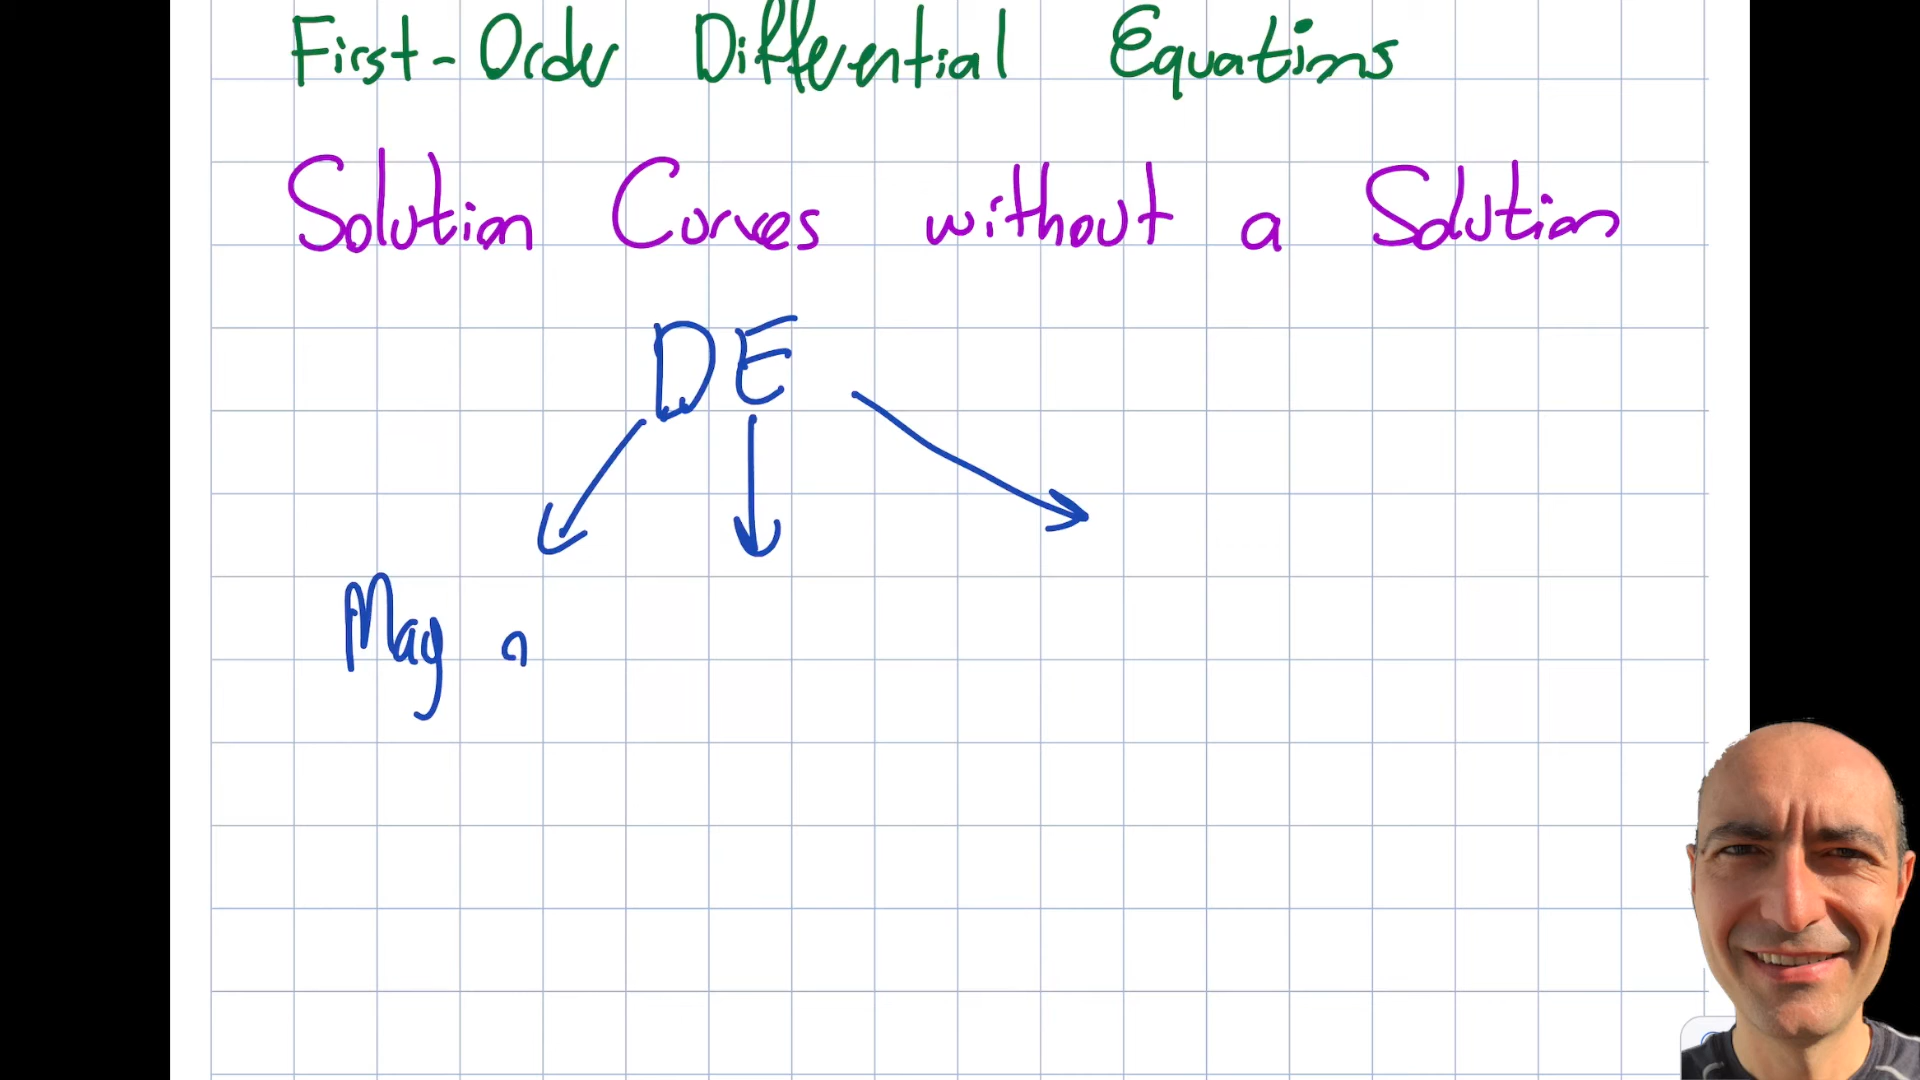 First-Order Differential Equations
Solution Curves without a Solution
DE
May